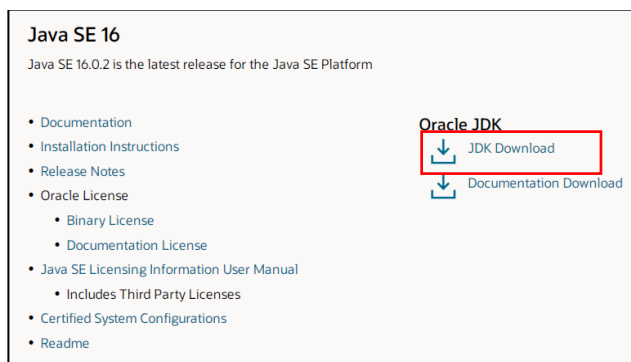 Java SE 16
Java SE 16.0.2 is the latest release for the Java SE Platform
• Documentation
• Installation Instructions
• Release Notes
• Oracle License
• Binary License
• Documentation License
• Java SE Licensing Information User Manual
• Includes Third Party Licenses
• Certified System Configurations
• Readme
Oracle JDK
JDK Download
Documentation Download